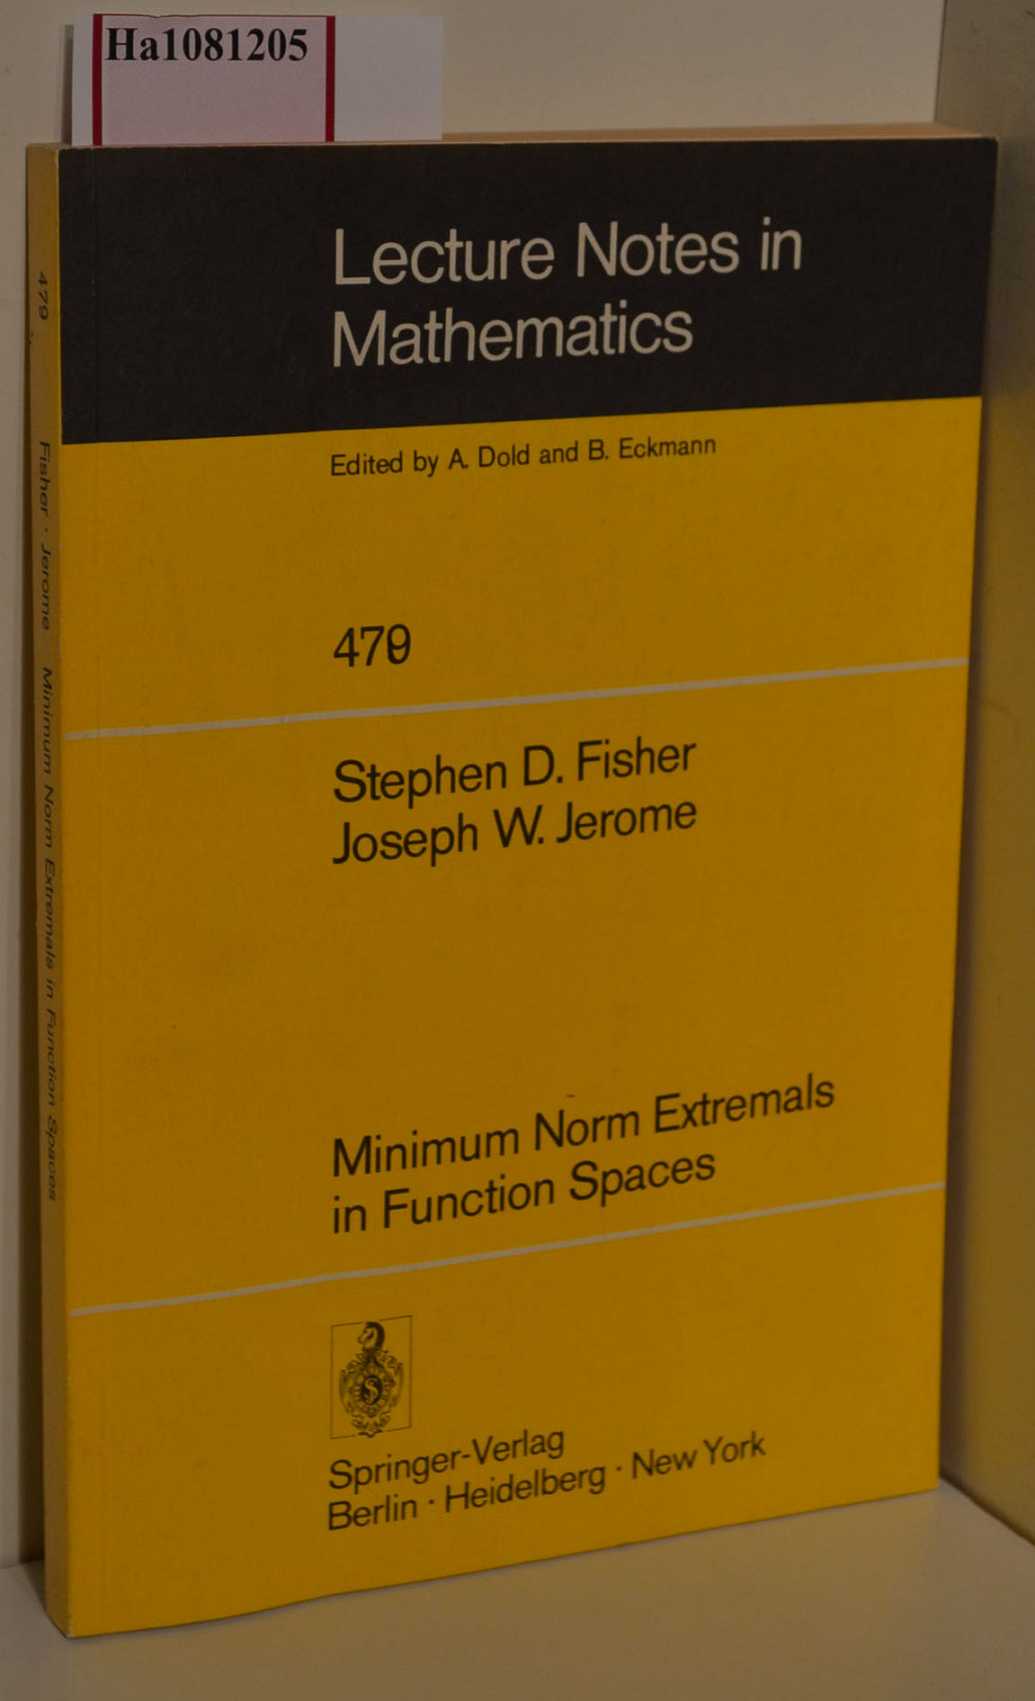 Ha1081205
Lecture Notes in
Mathematics
Edited by A. Dold and B. Eckmann
479
Stephen D. Fisher
Joseph W. Jerome
Minimum Norm Extremals
in Function Spaces
Springer-Verlag
Berlin · Heidelberg · New York
479 Fisher · Jerome Minimum Norm Extremals in Function Spaces